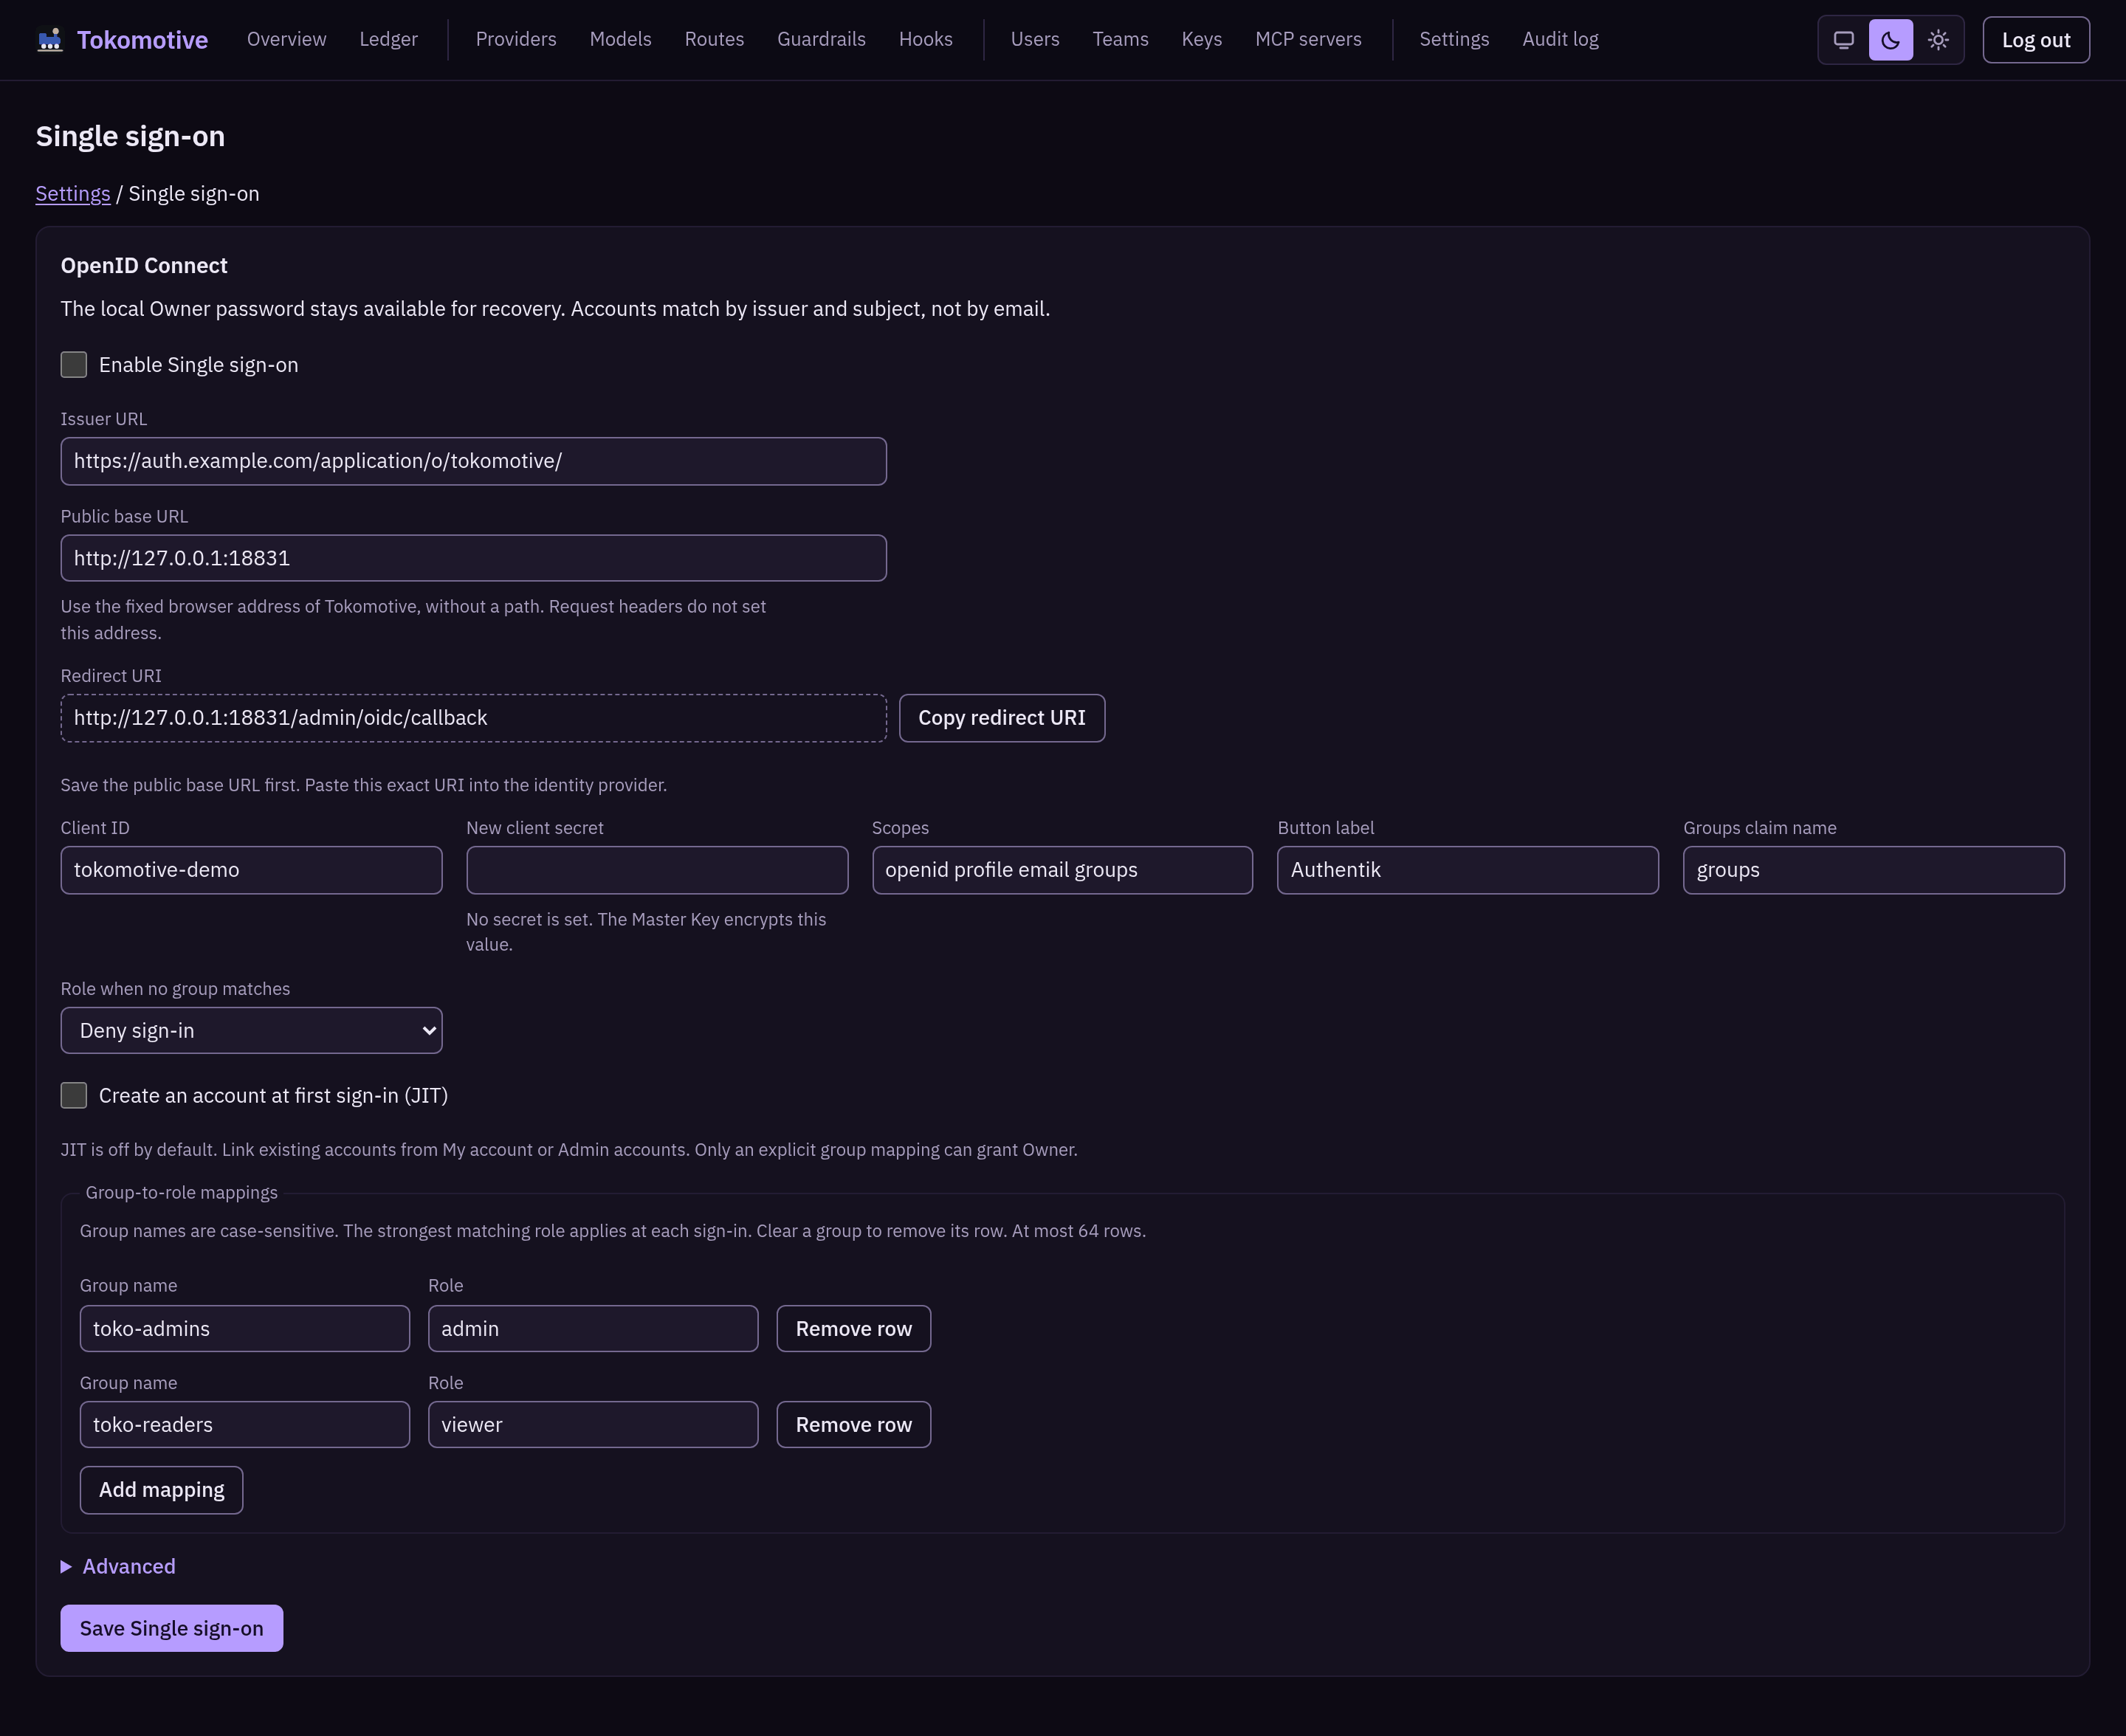 Tokomotive Overview Ledger Providers Models Routes Guardrails Hooks Users Teams Keys MCP servers Settings Audit log Log out
Single sign-on
Settings / Single sign-on
OpenID Connect
The local Owner password stays available for recovery. Accounts match by issuer and subject, not by email.
Enable Single sign-on
Issuer URL
https://auth.example.com/application/o/tokomotive/
Public base URL
http://127.0.0.1:18831
Use the fixed browser address of Tokomotive, without a path. Request headers do not set
this address.
Redirect URI
http://127.0.0.1:18831/admin/oidc/callback Copy redirect URI
Save the public base URL first. Paste this exact URI into the identity provider.
Client ID New client secret Scopes Button label Groups claim name
tokomotive-demo openid profile email groups Authentik groups
No secret is set. The Master Key encrypts this
value.
Role when no group matches
Deny sign-in
Create an account at first sign-in (JIT)
JIT is off by default. Link existing accounts from My account or Admin accounts. Only an explicit group mapping can grant Owner.
Group-to-role mappings
Group names are case-sensitive. The strongest matching role applies at each sign-in. Clear a group to remove its row. At most 64 rows.
Group name Role
toko-admins admin Remove row
Group name Role
toko-readers viewer Remove row
Add mapping
Advanced
Save Single sign-on